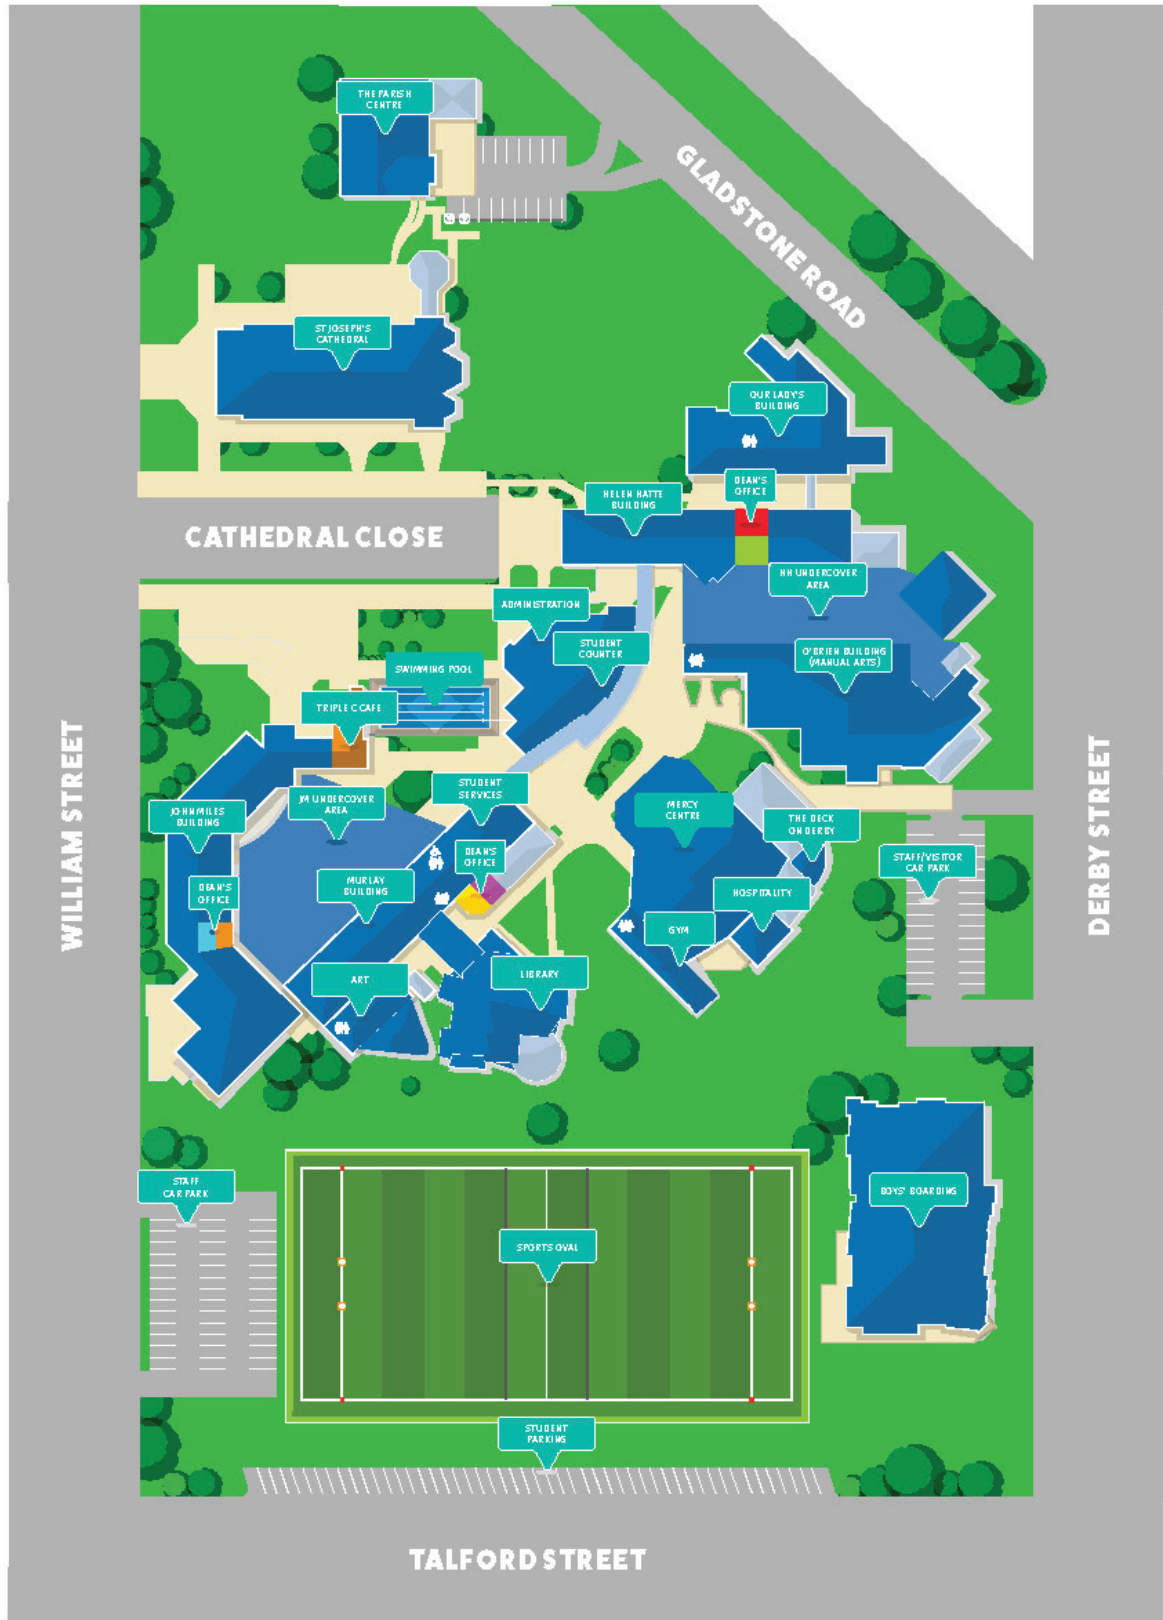 THE PARISH
CENTRE
GLADSTONE ROAD
ST JOSEPH'S
CATHEDRAL
OUR LADY'S
BUILDING
DEAN'S
OFFICE
HELEN HATTE
BUILDING
CATHEDRAL CLOSE
HH UNDERCOVER
AREA
ADMINISTRATION
STUDENT
COUNTER
O'BRIEN BUILDING
(MANUAL ARTS)
SWIMMING POOL
TRIPLE C CAFE
WILLIAM STREET
DERBY STREET
STUDENT
SERVICES
JM UNDERCOVER
AREA
JOHN MILES
BUILDING
MERCY
CENTRE
THE DECK
ON DERBY
DEAN'S
OFFICE
STAFF/VISITOR
CAR PARK
MURLAY
BUILDING
DEAN'S
OFFICE
HOSPITALITY
GYM
ART
LIBRARY
STAFF
CAR PARK
BOYS' BOARDING
SPORTS OVAL
STUDENT
PARKING
TALFORD STREET